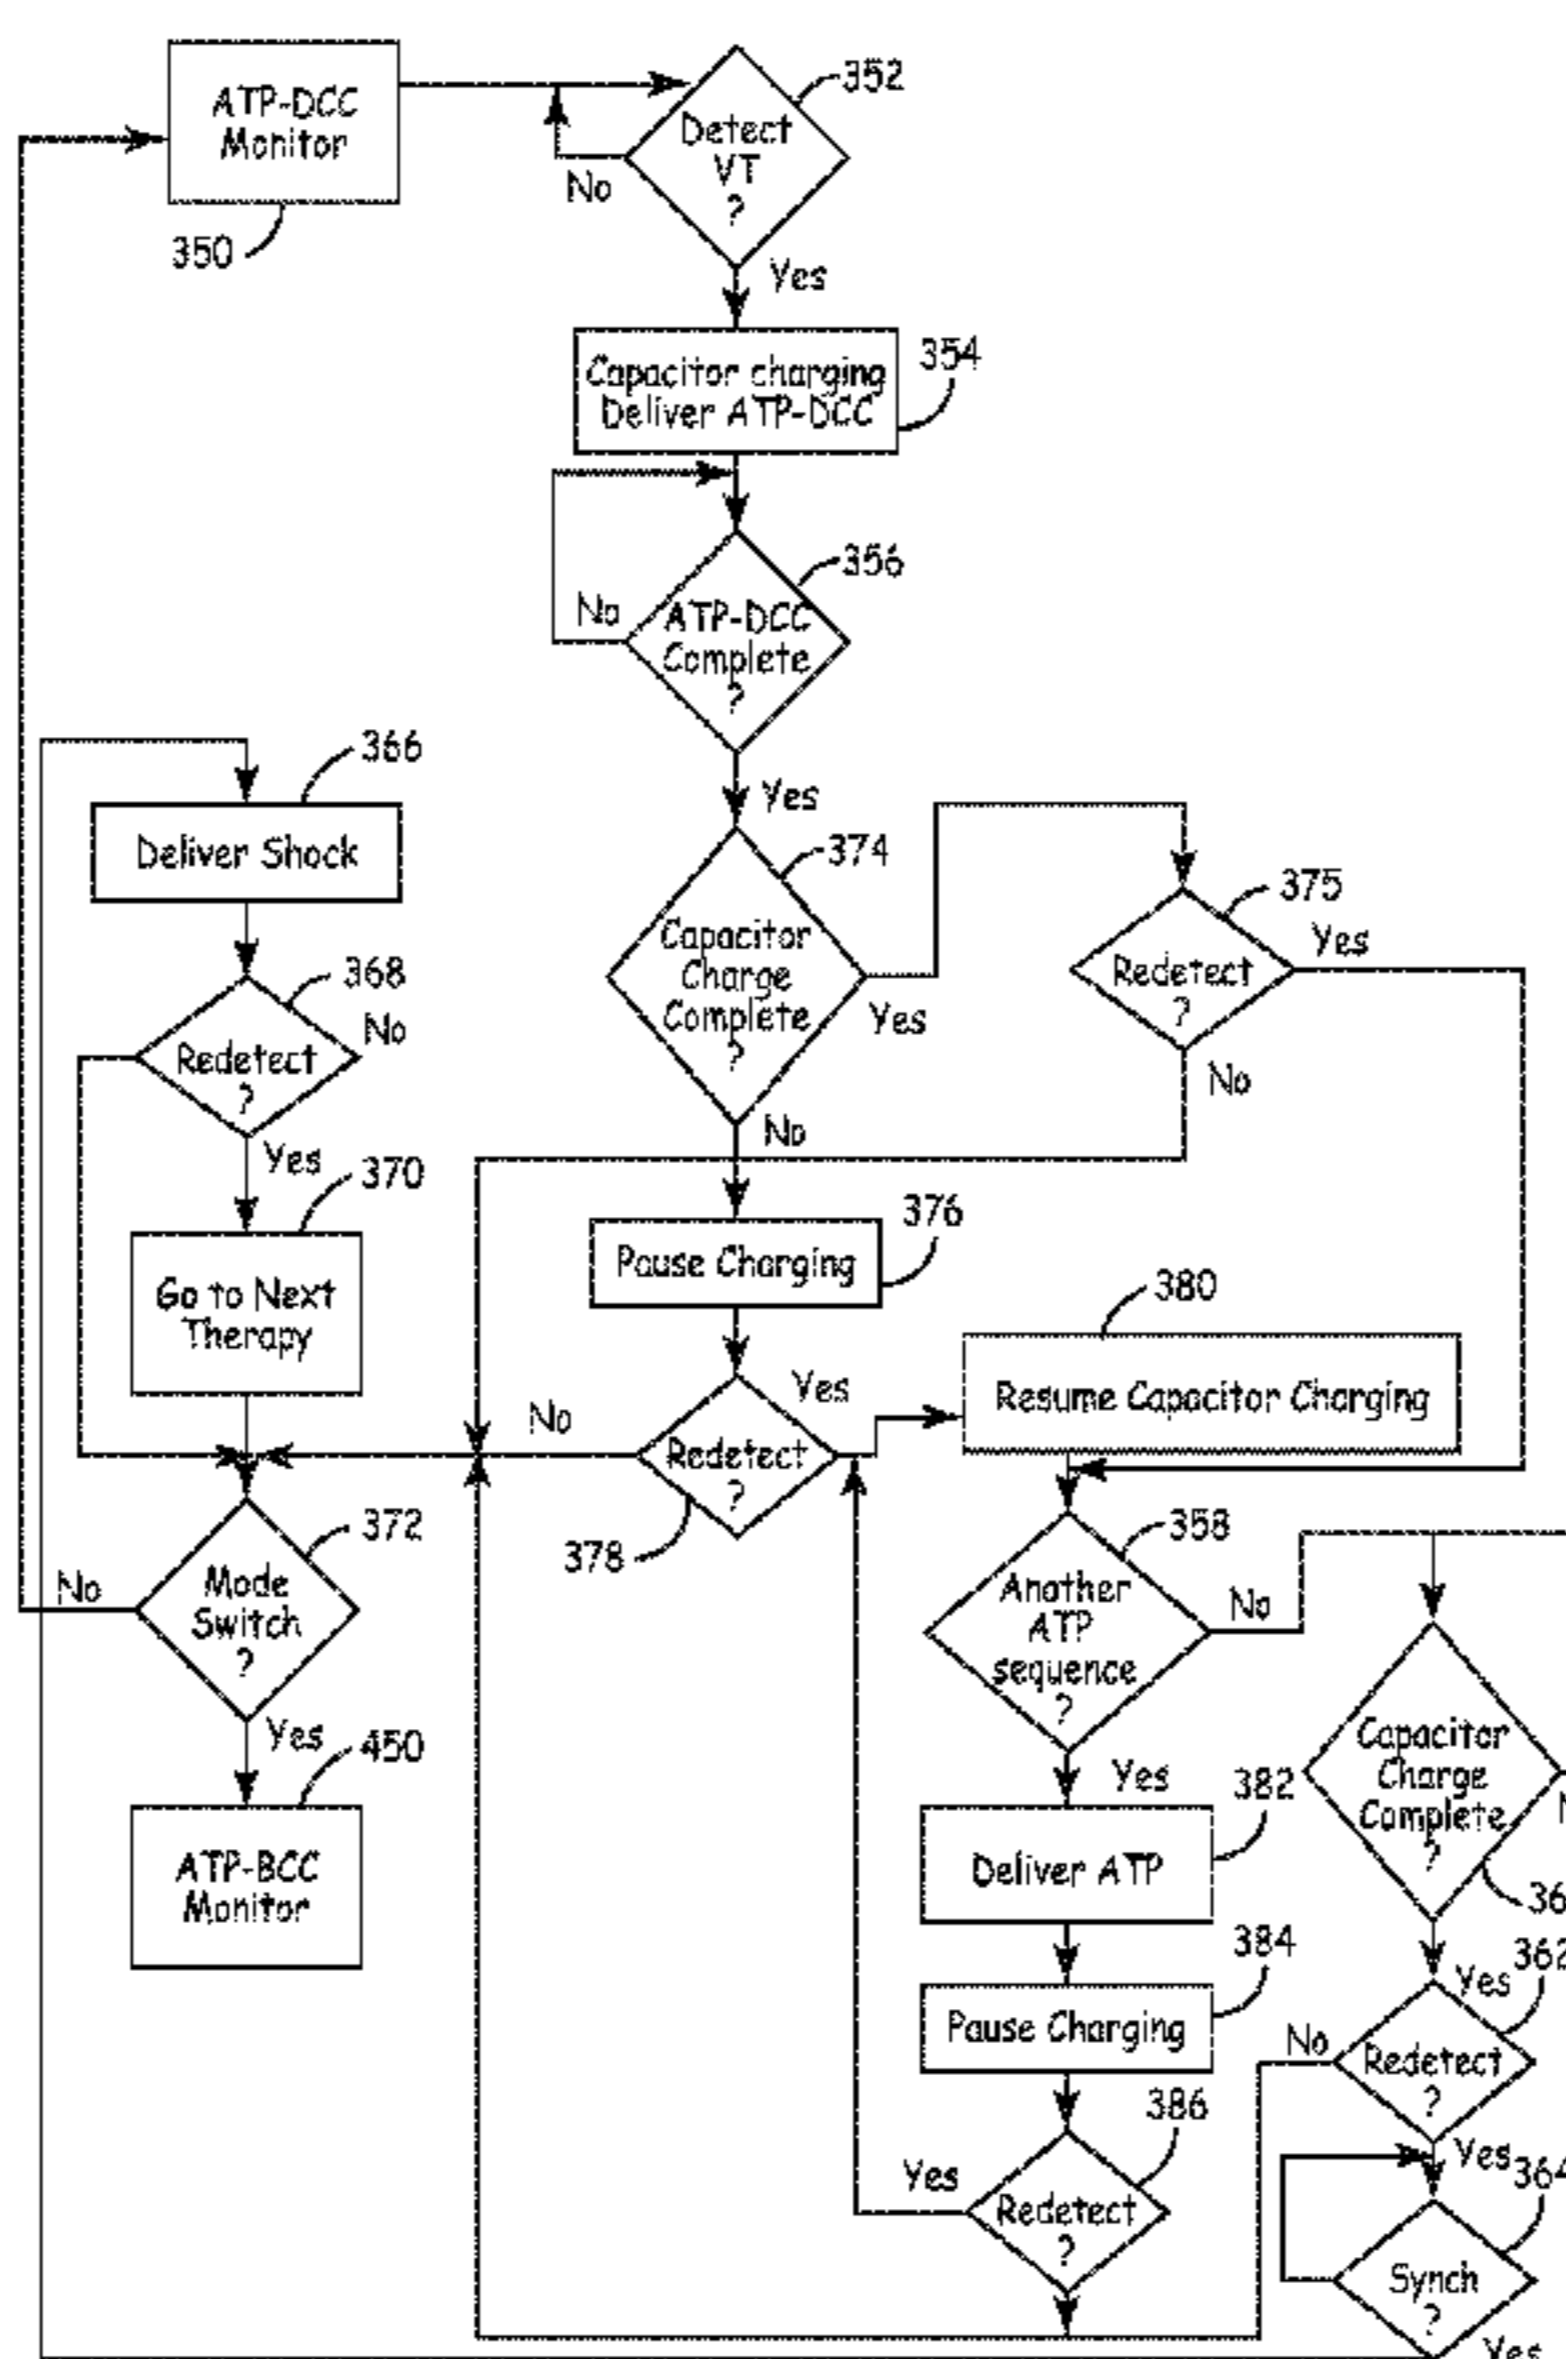 ATP-DCC
Monitor
350
Detect
VT
?
352
No
Yes
Capacitor charging
Deliver ATP-DCC
354
ATP-DCC
Complete
?
356
No
Yes
Deliver Shock
366
Redetect
?
368
No
Yes
Go to Next
Therapy
370
Capacitor
Charge
Complete
?
374
Yes
No
Redetect
?
375
Yes
No
Pause Charging
376
Redetect
?
378
No
Yes
Resume Capacitor Charging
380
Mode
Switch
?
372
No
Yes
ATP-BCC
Monitor
450
Another
ATP
sequence
?
358
No
Yes
Deliver ATP
382
Pause Charging
384
Redetect
?
386
Yes
Capacitor
Charge
Complete
?
Yes
Redetect
?
362
No
Yes
Synch
?
364
Yes